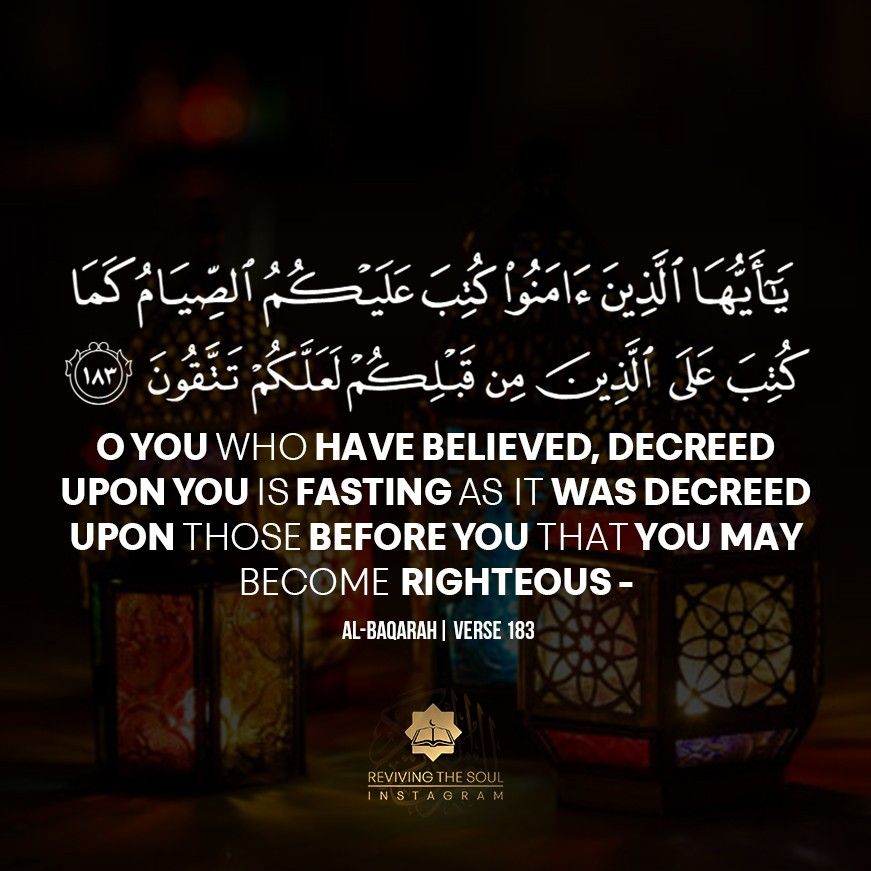 يَـٰٓأَيُّهَا ٱلَّذِينَ ءَامَنُوا۟ كُتِبَ عَلَيْكُمُ ٱلصِّيَامُ كَمَا
كُتِبَ عَلَى ٱلَّذِينَ مِن قَبْلِكُمْ لَعَلَّكُمْ تَتَّقُونَ ١٨٣
O YOU WHO HAVE BELIEVED, DECREED
UPON YOU IS FASTING AS IT WAS DECREED
UPON THOSE BEFORE YOU THAT YOU MAY
BECOME RIGHTEOUS -
AL-BAQARAH| VERSE 183
REVIVING THE SOUL
INSTAGRAM